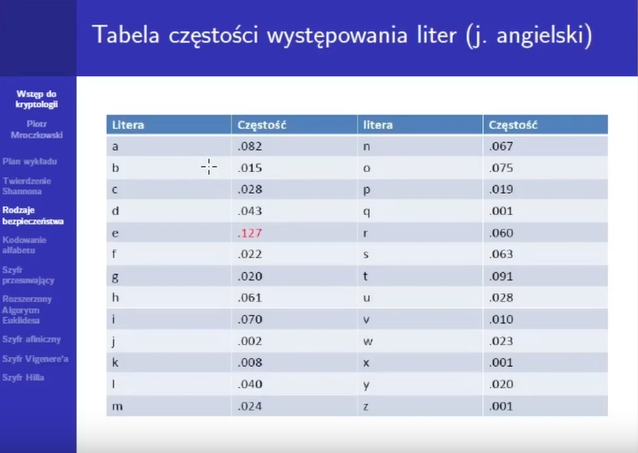 Tabela częstości występowania liter (j. angielski)
Wstęp do
kryptologii
Piotr
Mroczkowski
Plan wykładu
Twierdzenie
Shannona
Rodzaje
bezpieczeństwa
Kodowanie
alfabetu
Szyfr
przesuwający
Rozszerzony
Algorytm
Euklidesa
Szyfr afiniczny
Szyfr Vigenere'a
Szyfr Hilla
Litera Częstość litera Częstość
a .082 n .067
b .015 o .075
c .028 p .019
d .043 q .001
e .127 r .060
f .022 s .063
g .020 t .091
h .061 u .028
i .070 v .010
j .002 w .023
k .008 x .001
l .040 y .020
m .024 z .001